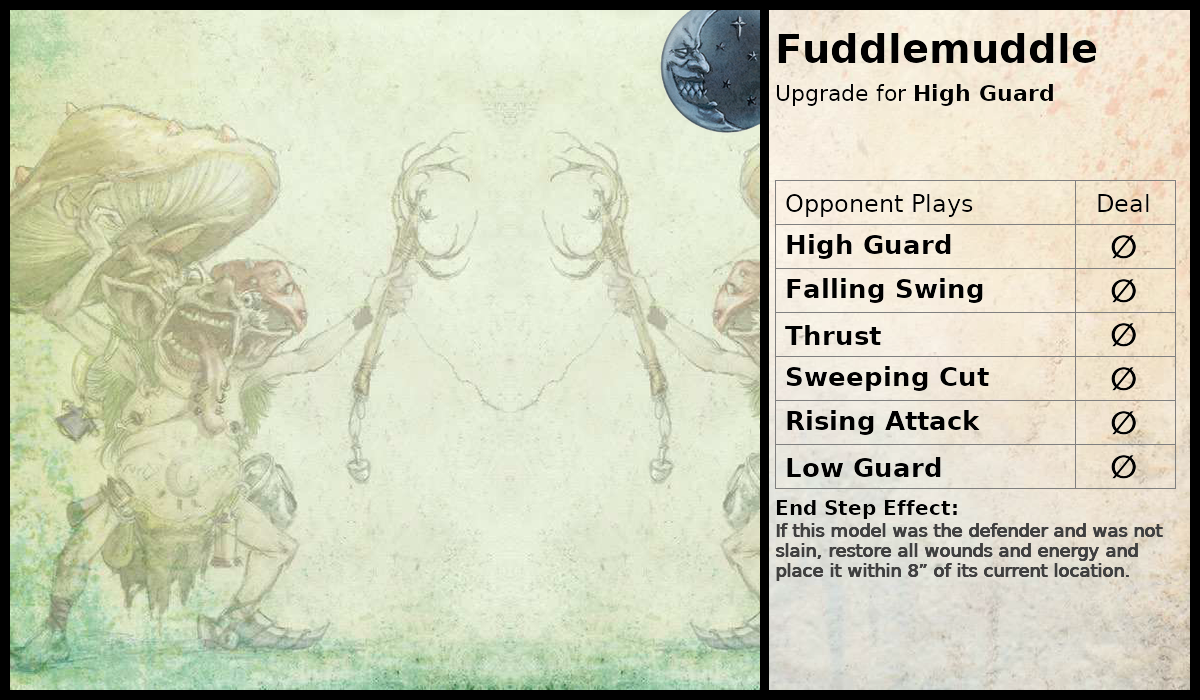 Fuddlemuddle
Upgrade for High Guard
Opponent Plays Deal
High Guard ∅
Falling Swing ∅
Thrust ∅
Sweeping Cut ∅
Rising Attack ∅
Low Guard ∅
End Step Effect:
If this model was the defender and was not
slain, restore all wounds and energy and
place it within 8” of its current location.